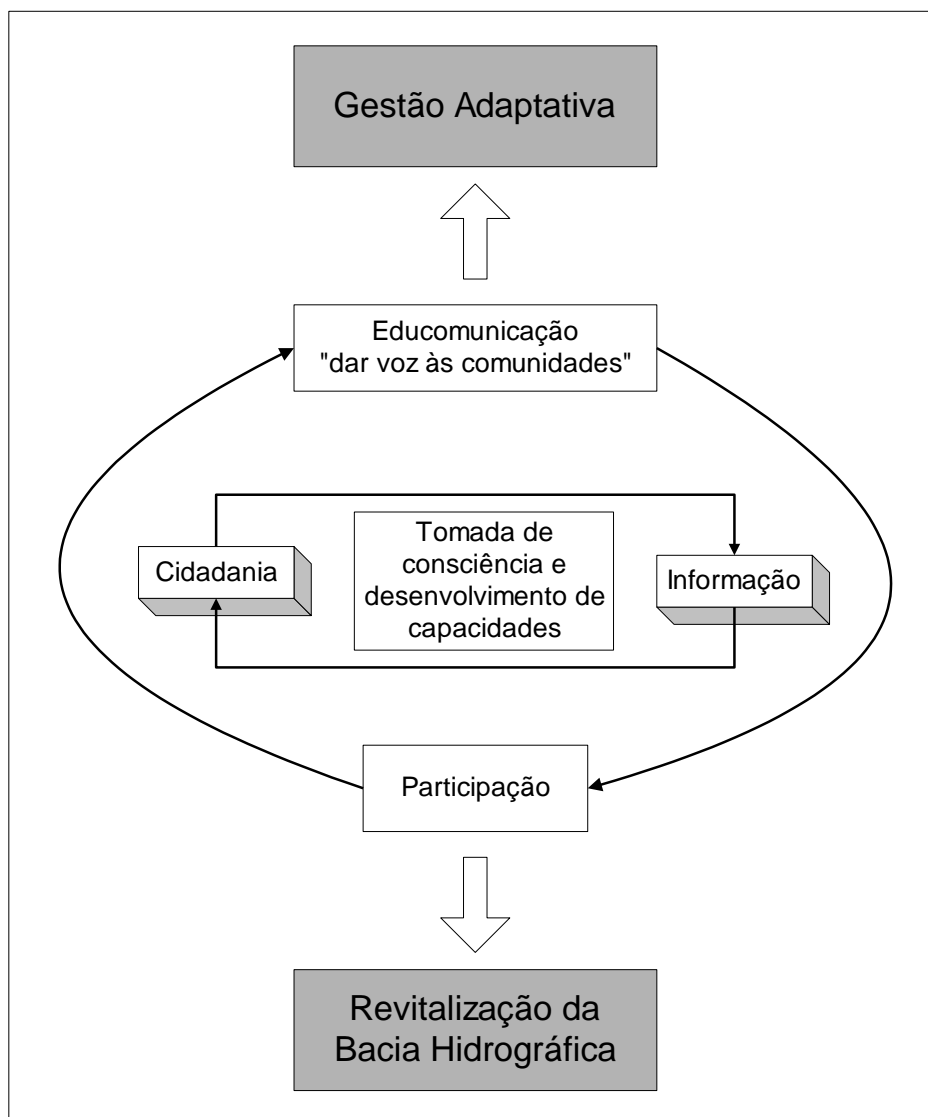 Gestão Adaptativa
Educomunicação
"dar voz às comunidades"
Cidadania
Tomada de
consciência e
desenvolvimento de
capacidades
Informação
Participação
Revitalização da
Bacia Hidrográfica